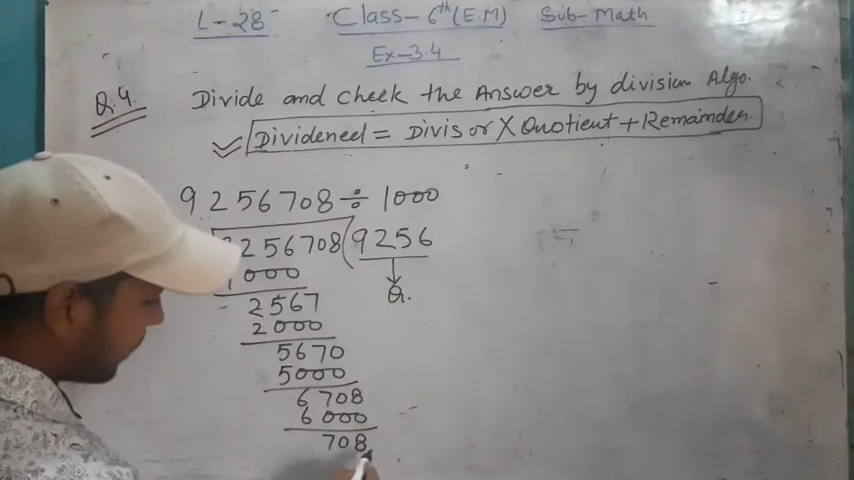 L-28 Class-6th (E.M) Sub-Math
Ex-3.4
Q.4. Divide and Check the Answer by division Algo.
Divideneel = Divisor X Quotient + Remainder.
9256708 ÷ 1000
256708 ( 9256
000
Q.
2567
2000
5670
5000
6708
6000
708